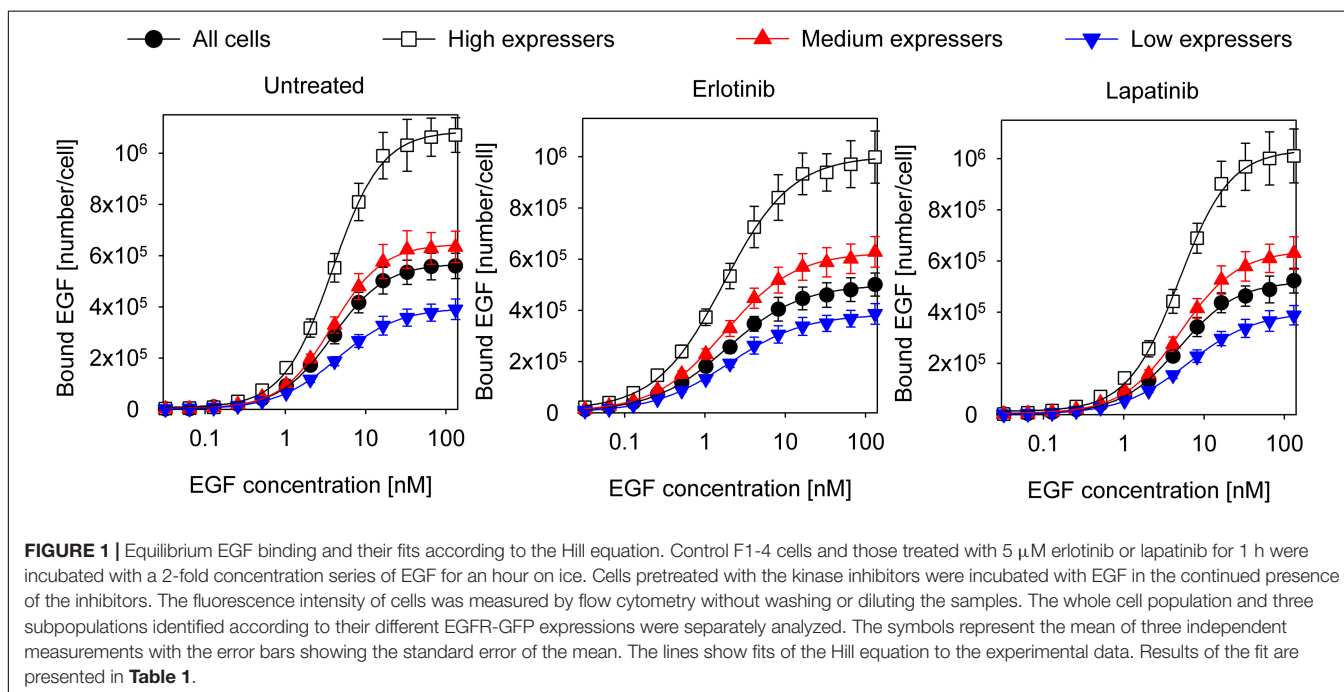 All cells High expressers Medium expressers Low expressers
Untreated Erlotinib Lapatinib
Bound EGF [number/cell]
10⁶
8x10⁵
6x10⁵
4x10⁵
2x10⁵
0
0.1 1 10 100
EGF concentration [nM]
Bound EGF [number/cell]
10⁶
8x10⁵
6x10⁵
4x10⁵
2x10⁵
0
0.1 1 10 100
EGF concentration [nM]
Bound EGF [number/cell]
10⁶
8x10⁵
6x10⁵
4x10⁵
2x10⁵
0
0.1 1 10 100
EGF concentration [nM]
FIGURE 1 | Equilibrium EGF binding and their fits according to the Hill equation. Control F1-4 cells and those treated with 5 μM erlotinib or lapatinib for 1 h were
incubated with a 2-fold concentration series of EGF for an hour on ice. Cells pretreated with the kinase inhibitors were incubated with EGF in the continued presence
of the inhibitors. The fluorescence intensity of cells was measured by flow cytometry without washing or diluting the samples. The whole cell population and three
subpopulations identified according to their different EGFR-GFP expressions were separately analyzed. The symbols represent the mean of three independent
measurements with the error bars showing the standard error of the mean. The lines show fits of the Hill equation to the experimental data. Results of the fit are
presented in Table 1.